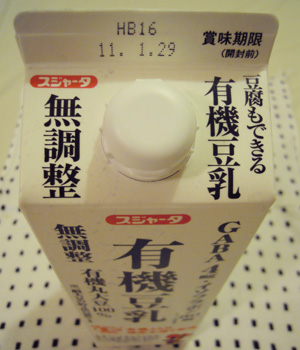 HB16
11. 1.29
賞味期限
(開封前)
スジャータ
無調整
豆腐もできる
有機豆乳
スジャータ
有機豆乳
無調整
有機丸大豆100%